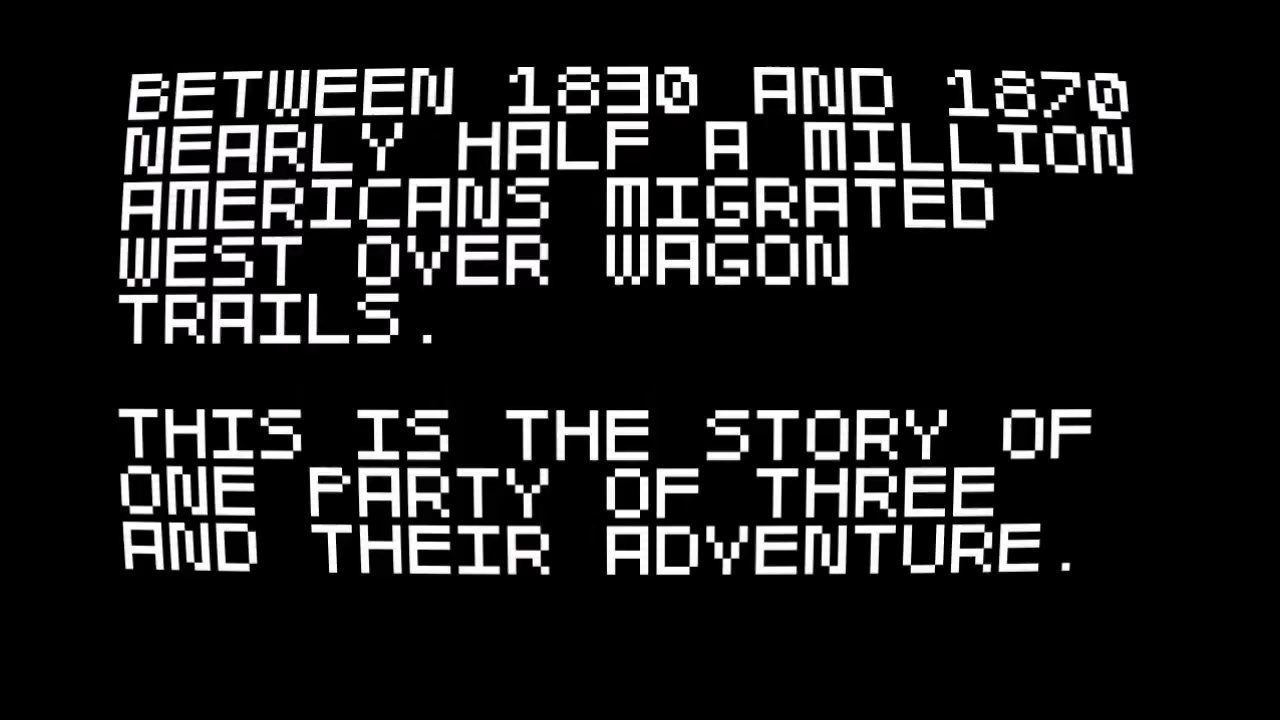 BETWEEN 1830 AND 1870
NEARLY HALF A MILLION
AMERICANS MIGRATED
WEST OVER WAGON
TRAILS.
THIS IS THE STORY OF
ONE PARTY OF THREE
AND THEIR ADVENTURE.